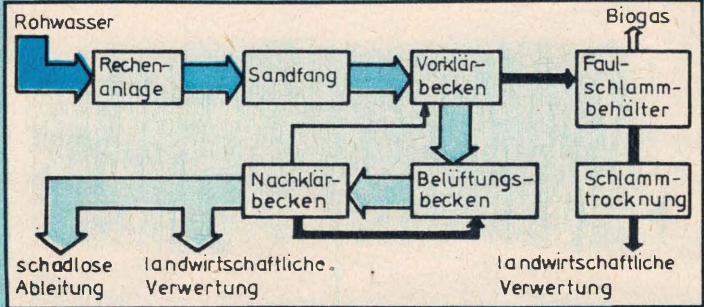 Rohwasser
Biogas
Rechen-
anlage
Sandfang
Vorklär-
becken
Faul-
schlamm-
behälter
Nachklär-
becken
Belüftungs-
becken
Schlamm-
trocknung
schadlose
Ableitung
landwirtschaftliche
Verwertung
landwirtschaftliche
Verwertung